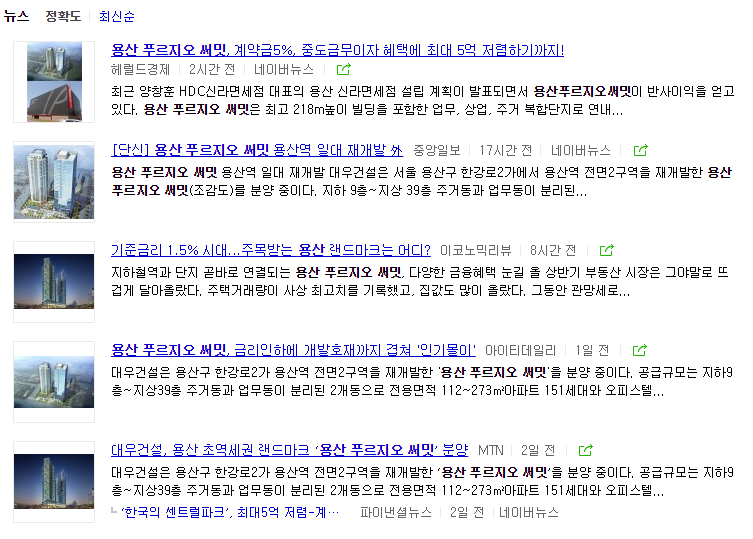 뉴스 정확도 | 최신순
용산 푸르지오 써밋, 계약금5%, 중도금무이자 혜택에 최대 5억 저렴하기까지!
헤럴드경제 | 2시간 전 | 네이버뉴스
최근 양창훈 HDC신라면세점 대표의 용산 신라면세점 설립 계획이 발표되면서 용산푸르지오써밋이 반사이익을 얻고
있다. 용산 푸르지오 써밋은 최고 218m높이 빌딩을 포함한 업무, 상업, 주거 복합단지로 연내...
[단신] 용산 푸르지오 써밋 용산역 일대 재개발 外 중앙일보 | 17시간 전 | 네이버뉴스
용산 푸르지오 써밋 용산역 일대 재개발 대우건설은 서울 용산구 한강로2가에서 용산역 전면2구역을 재개발한 용산
푸르지오 써밋(조감도)를 분양 중이다. 지하 9층~지상 39층 주거동과 업무동이 분리된...
기준금리 1.5% 시대...주목받는 용산 랜드마크는 어디? 이코노믹리뷰 | 8시간 전
지하철역과 단지 곧바로 연결되는 용산 푸르지오 써밋, 다양한 금융혜택 눈길 올 상반기 부동산 시장은 그야말로 뜨
겁게 달아올랐다. 주택거래량이 사상 최고치를 기록했고, 집값도 많이 올랐다. 그동안 관망세로...
용산 푸르지오 써밋, 금리인하에 개발호재까지 겹쳐 '인기몰이' 아이티데일리 | 1일 전
대우건설은 용산구 한강로2가 용산역 전면2구역을 재개발한 '용산 푸르지오 써밋'을 분양 중이다. 공급규모는 지하9
층~지상39층 주거동과 업무동이 분리된 2개동으로 전용면적 112~273㎡아파트 151세대와 오피스텔...
대우건설, 용산 초역세권 랜드마크 ‘용산 푸르지오 써밋’ 분양 MTN | 2일 전
대우건설은 용산구 한강로2가 용산역 전면2구역을 재개발한 ‘용산 푸르지오 써밋’을 분양 중이다. 공급규모는 지하9
층~지상39층 주거동과 업무동이 분리된 2개동으로 전용면적 112~273㎡아파트 151세대와 오피스텔...
‘한국의 센트럴파크’, 최대5억 저렴-계... 파이낸셜뉴스 | 2일 전 | 네이버뉴스